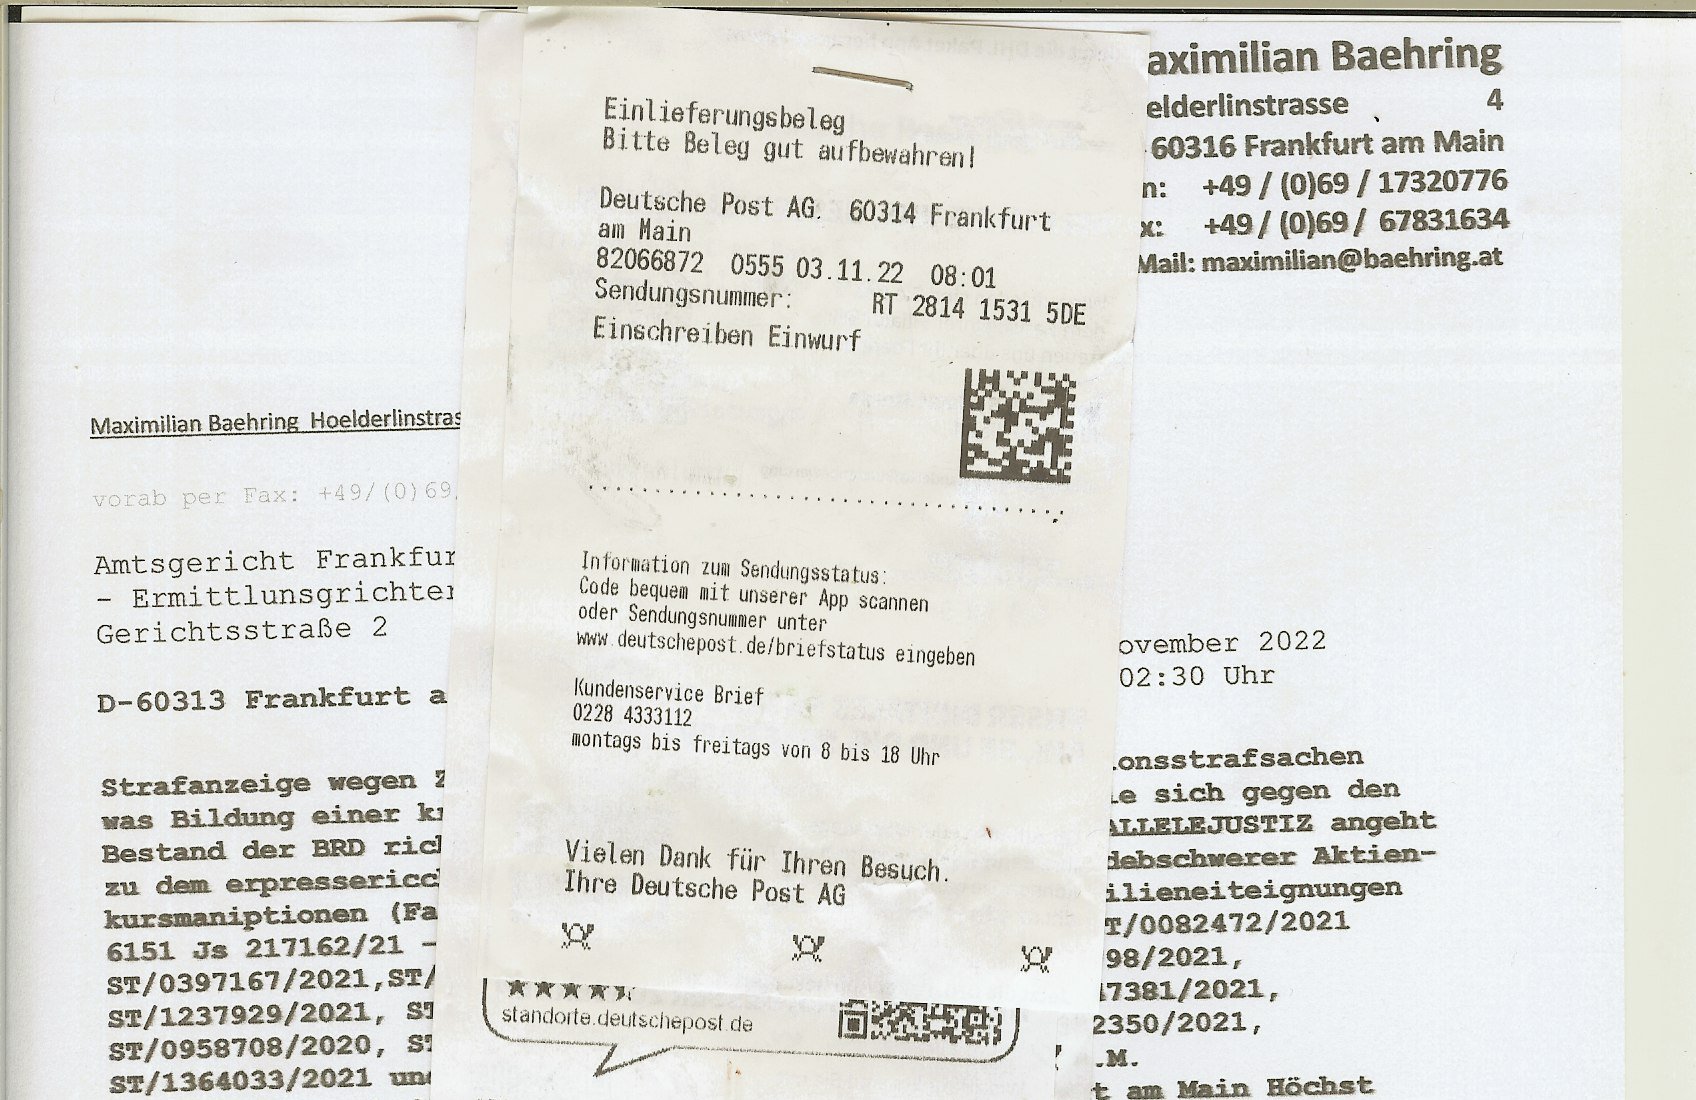 aximilian Baehring
elderlinstrasse 4
60316 Frankfurt am Main
n: +49 / (0)69 / 17320776
x: +49 / (0)69 / 67831634
Mail: maximilian@baehring.at
Einlieferungsbeleg
Bitte Beleg gut aufbewahren!
Deutsche Post AG. 60314 Frankfurt
am Main
82066872 0555 03.11.22 08:01
Sendungsnummer: RT 2814 1531 5DE
Einschreiben Einwurf
Information zum Sendungsstatus:
Code bequem mit unserer App scannen
oder Sendungsnummer unter
www.deutschepost.de/briefstatus eingeben
Kundenservice Brief
0228 4333112
montags bis freitags von 8 bis 18 Uhr
Vielen Dank für Ihren Besuch.
Ihre Deutsche Post AG
standorte.deutschepost.de
Maximilian Baehring Hoelderlinstras
vorab per Fax: +49/(0)69
Amtsgericht Frankfur
- Ermittlunsgrichter
Gerichtsstraße 2
D-60313 Frankfurt a
ovember 2022
02:30 Uhr
Strafanzeige wegen Z
was Bildung einer kr
Bestand der BRD rich
zu dem erpressericch
kursmaniptionen (Fa
6151 Js 217162/21 -
ST/0397167/2021,ST/
ST/1237929/2021, ST
ST/0958708/2020, ST
ST/1364033/2021 und
onsstrafsachen
ie sich gegen den
ALLELEJUSTIZ angeht
debschwerer Aktien-
ilieneiteignungen
T/0082472/2021
98/2021,
17381/2021,
2350/2021,
.M.
t am Main Höchst